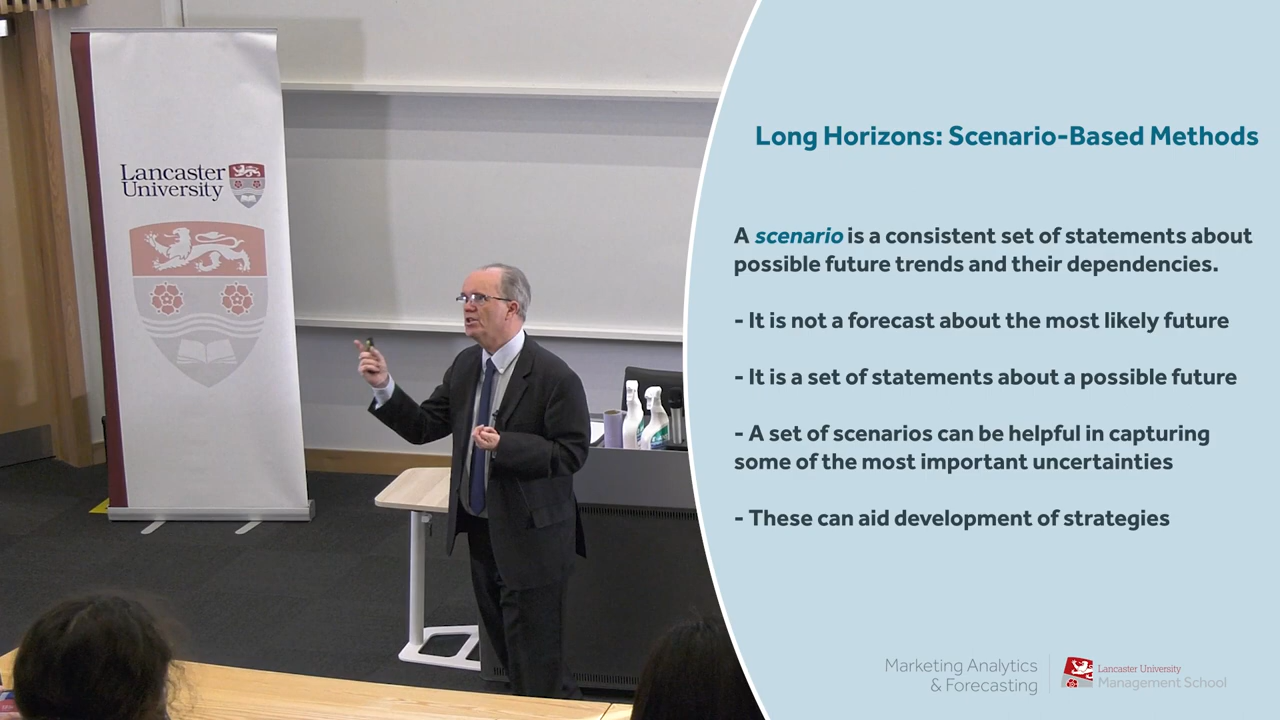 Lancaster
University
Long Horizons: Scenario-Based Methods
A scenario is a consistent set of statements about
possible future trends and their dependencies.
- It is not a forecast about the most likely future
- It is a set of statements about a possible future
- A set of scenarios can be helpful in capturing
some of the most important uncertainties
- These can aid development of strategies
Marketing Analytics
& Forecasting
Lancaster University
Management School